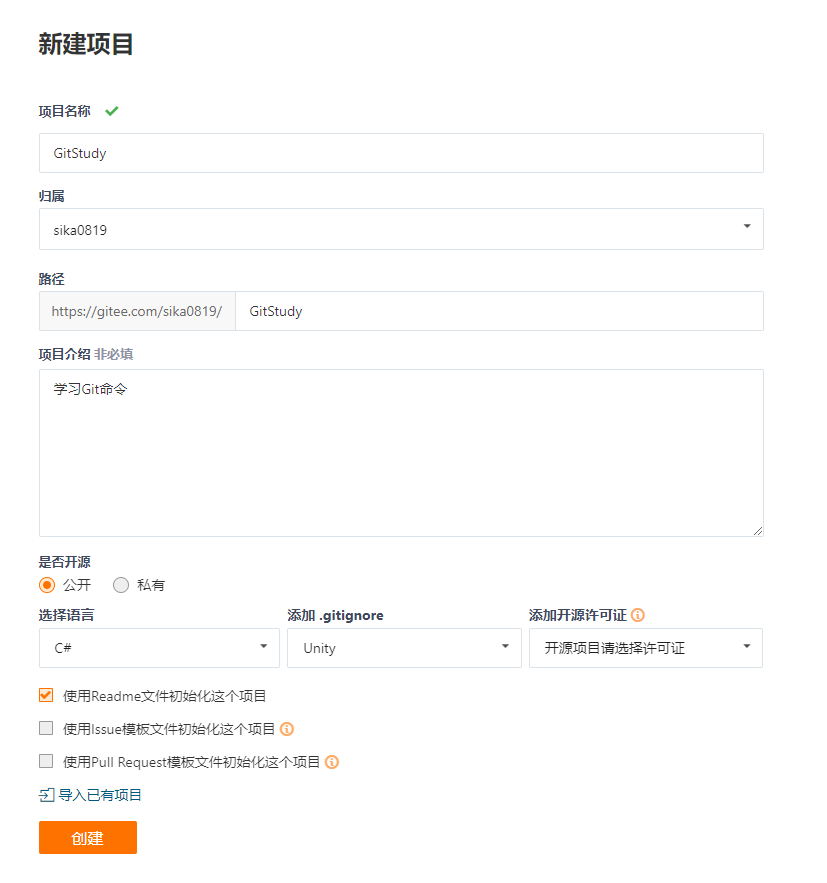 新建项目
项目名称
GitStudy
归属
sika0819
路径
https://gitee.com/sika0819/ GitStudy
项目介绍 非必填
学习Git命令
是否开源
公开 私有
选择语言 添加 .gitignore 添加开源许可证
C# Unity 开源项目请选择许可证
使用Readme文件初始化这个项目
使用Issue模板文件初始化这个项目
使用Pull Request模板文件初始化这个项目
导入已有项目
创建